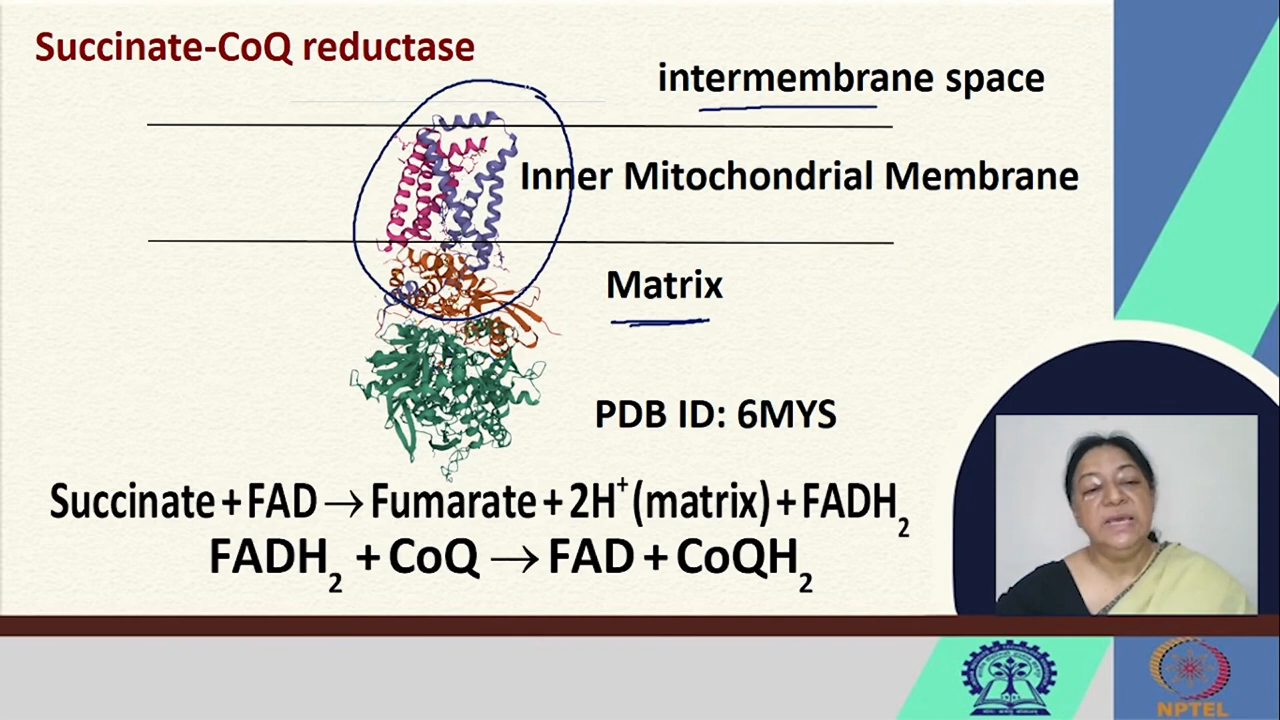 Succinate-CoQ reductase
intermembrane space
Inner Mitochondrial Membrane
Matrix
PDB ID: 6MYS
Succinate + FAD → Fumarate + 2H⁺ (matrix) + FADH₂
FADH₂ + CoQ → FAD + CoQH₂
NPTEL